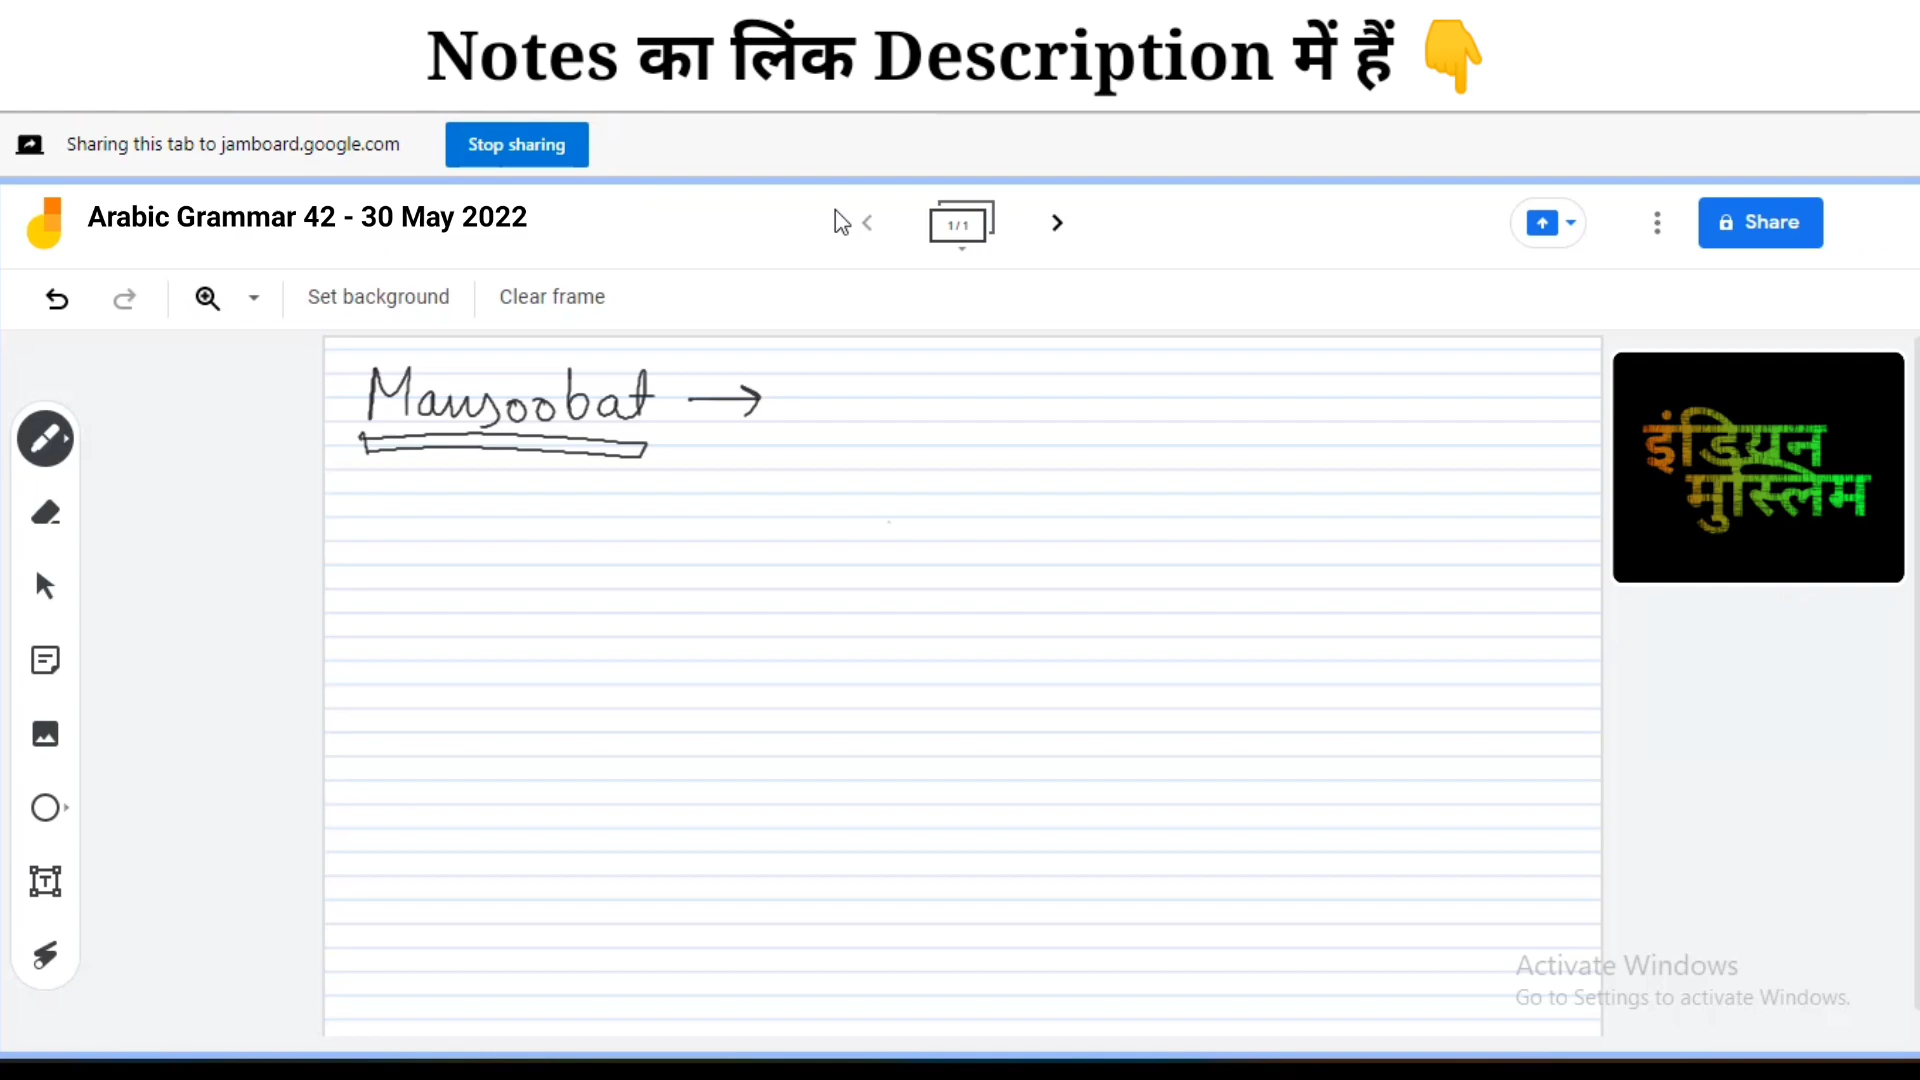 Notes का लिंक Description में हैं 👇
Sharing this tab to jamboard.google.com Stop sharing
Arabic Grammar 42 - 30 May 2022
1/1
Share
Set background Clear frame
Mansoobat →
इंडियन
मुस्लिम
Activate Windows
Go to Settings to activate Windows.